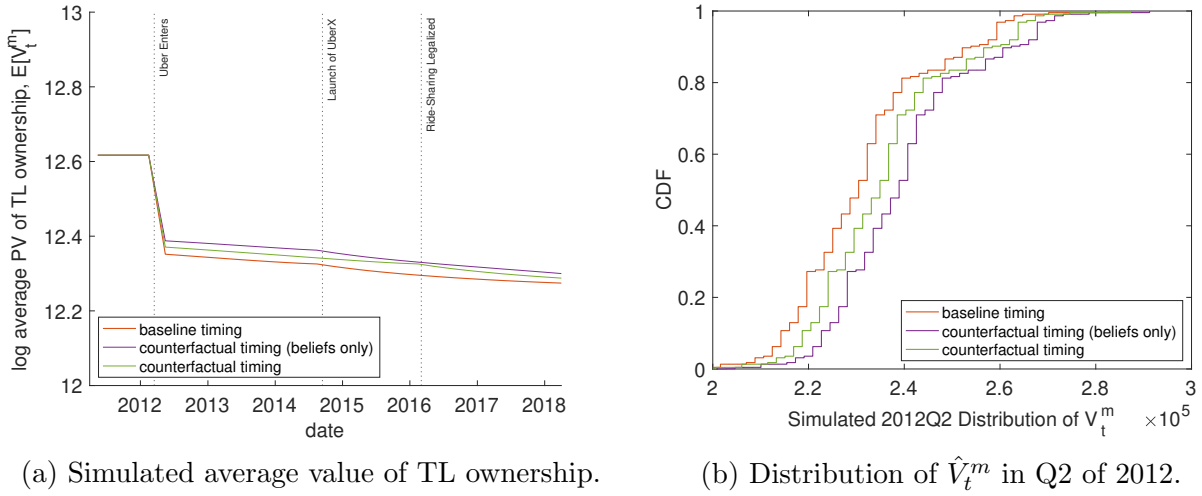 log average PV of TL ownership, E[V_t^m]
13
12.8
12.6
12.4
12.2
12
Uber Enters
Launch of UberX
Ride-Sharing Legalized
baseline timing
counterfactual timing (beliefs only)
counterfactual timing
2012 2013 2014 2015 2016 2017 2018
date
(a) Simulated average value of TL ownership.
CDF
1
0.8
0.6
0.4
0.2
0
baseline timing
counterfactual timing (beliefs only)
counterfactual timing
2 2.2 2.4 2.6 2.8 3
Simulated 2012Q2 Distribution of V_t^m ×10^5
(b) Distribution of V̂_t^m in Q2 of 2012.